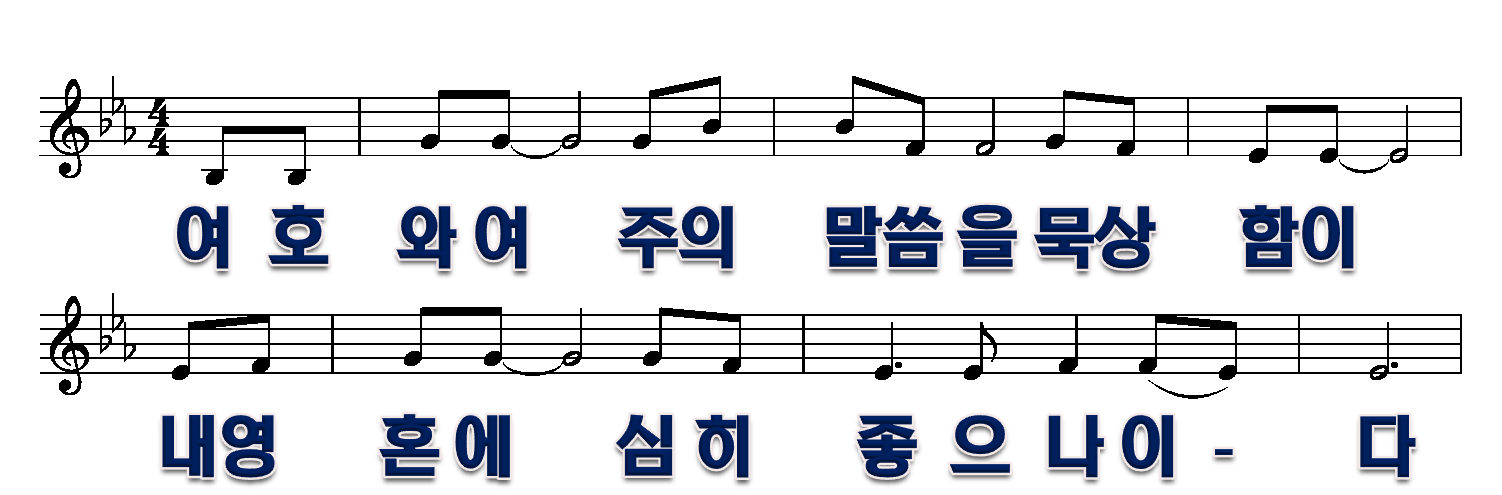 여 호 와 여 주의 말씀 을 묵상 함이
내영 혼에 심 히 좋 으 나 이 - 다